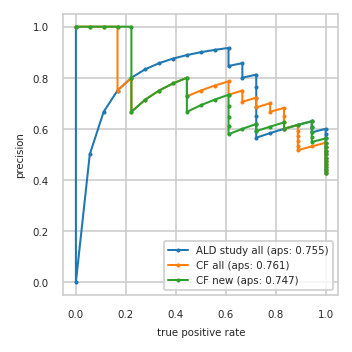 1.0
0.8
0.6
0.4
0.2
0.0
precision
0.0 0.2 0.4 0.6 0.8 1.0
true positive rate
ALD study all (aps: 0.755)
CF all (aps: 0.761)
CF new (aps: 0.747)